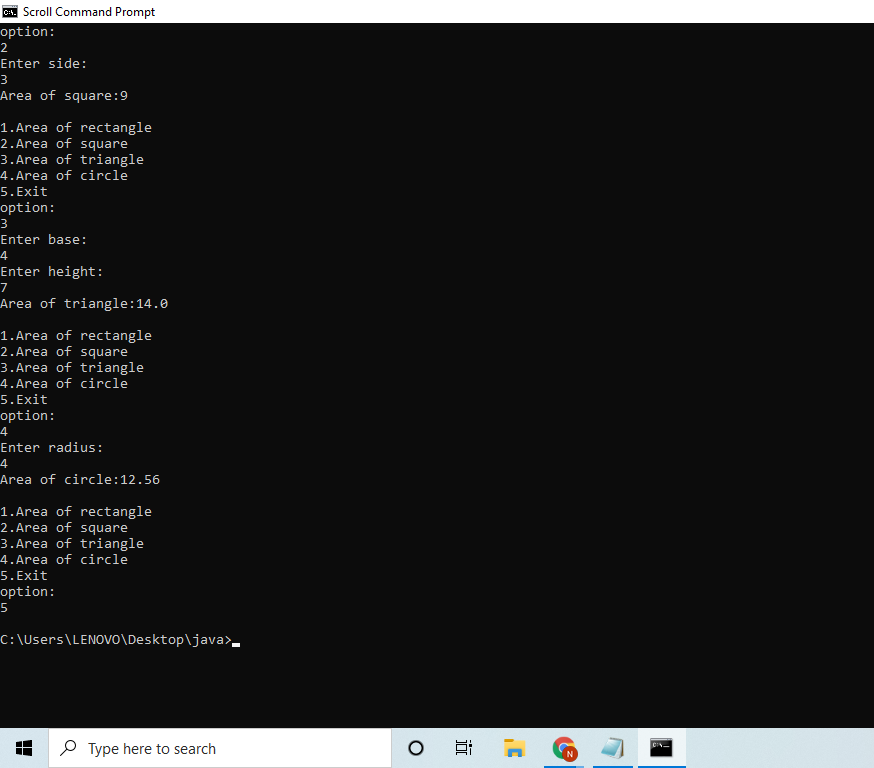 Scroll Command Prompt
option:
2
Enter side:
3
Area of square:9
1.Area of rectangle
2.Area of square
3.Area of triangle
4.Area of circle
5.Exit
option:
3
Enter base:
4
Enter height:
7
Area of triangle:14.0
1.Area of rectangle
2.Area of square
3.Area of triangle
4.Area of circle
5.Exit
option:
4
Enter radius:
4
Area of circle:12.56
1.Area of rectangle
2.Area of square
3.Area of triangle
4.Area of circle
5.Exit
option:
5
C:\Users\LENOVO\Desktop\java>
Type here to search
N